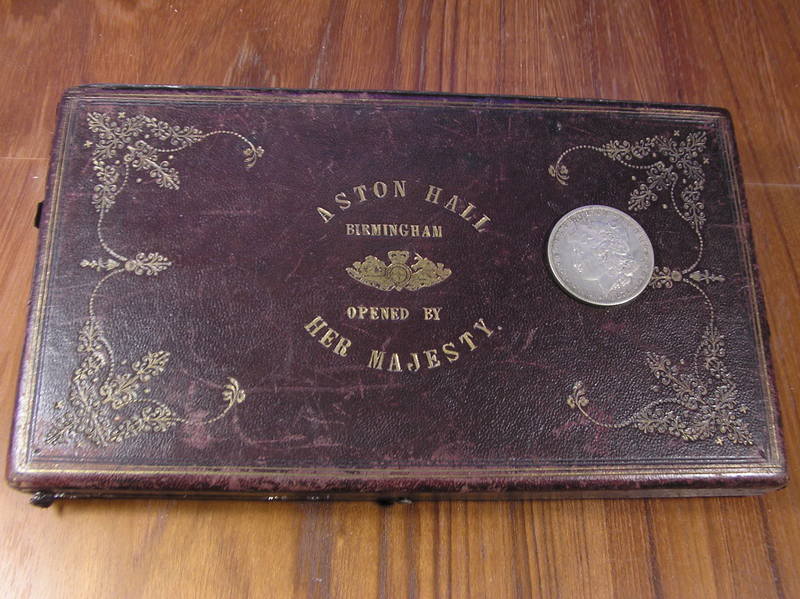 ASTON HALL
BIRMINGHAM
OPENED BY
HER MAJESTY.